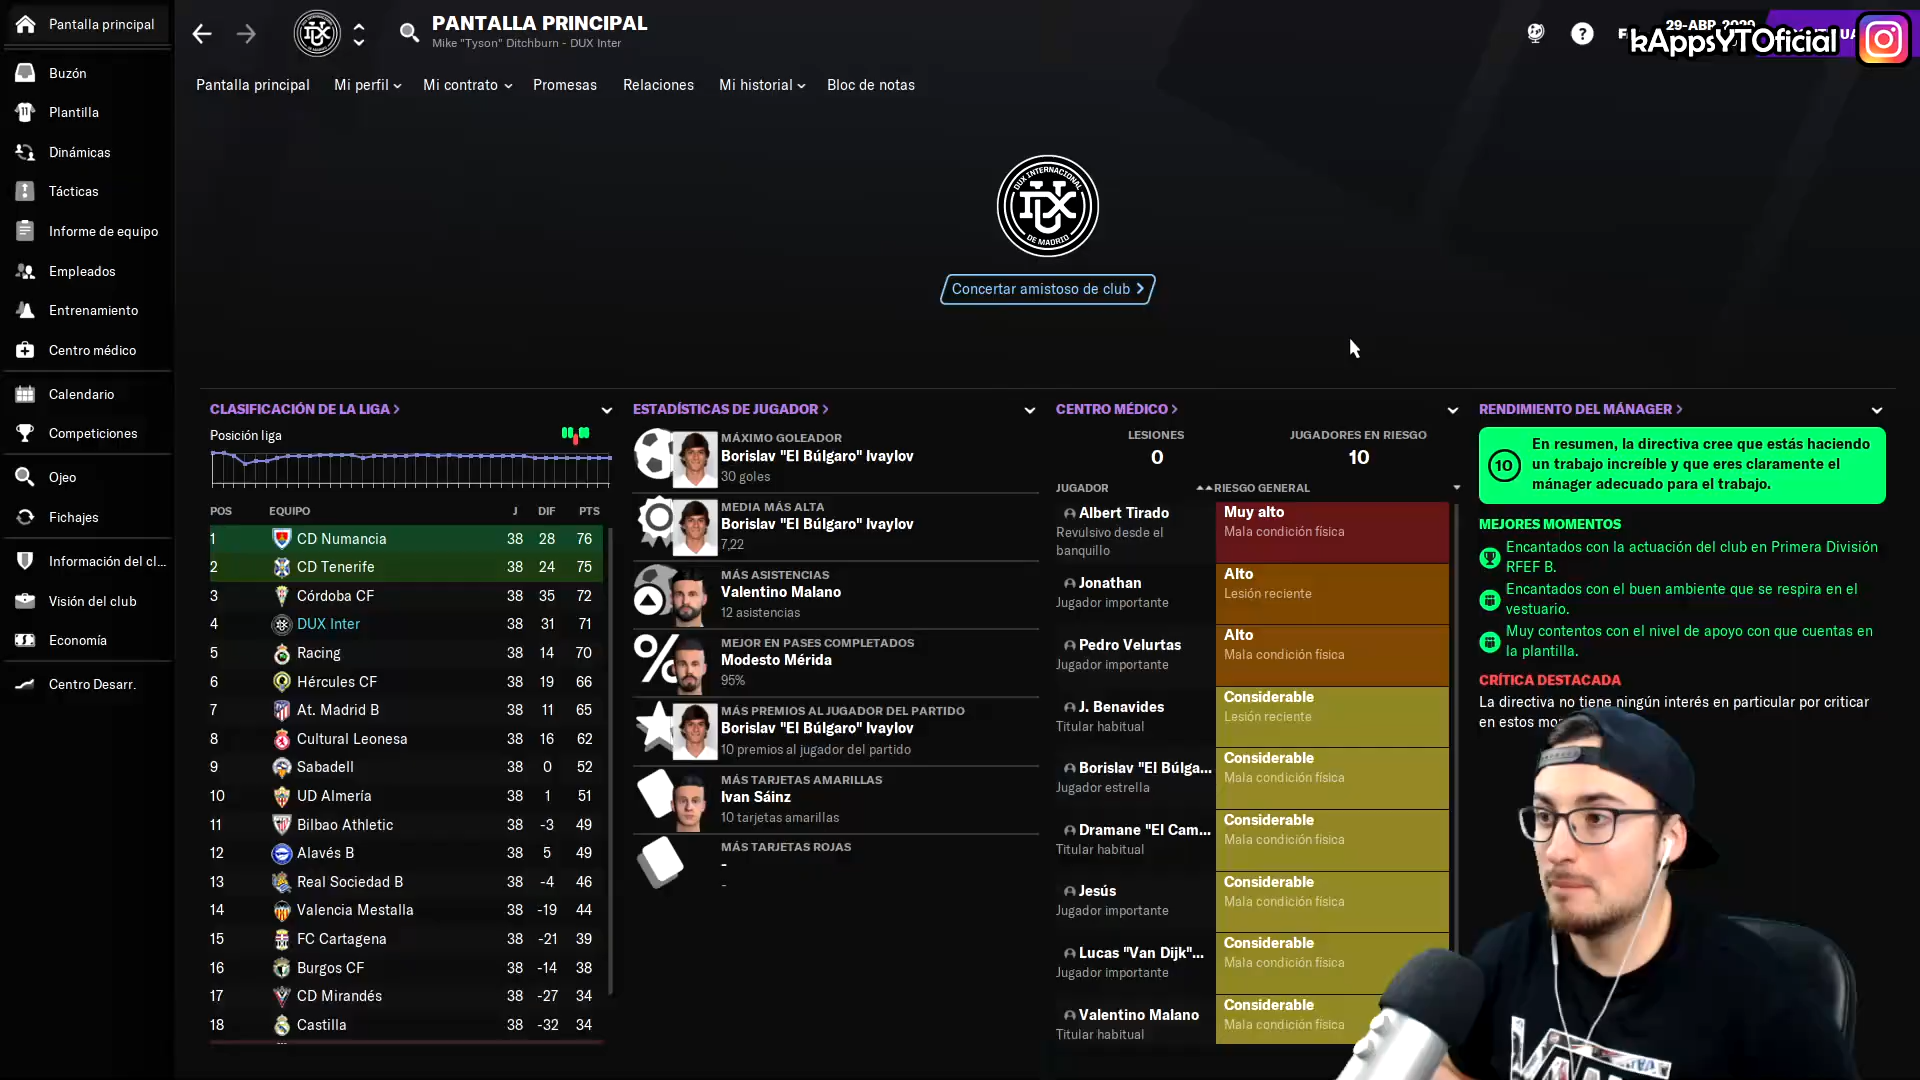 Pantalla principal
Buzón
Plantilla
Dinámicas
Tácticas
Informe de equipo
Empleados
Entrenamiento
Centro médico
Calendario
Competiciones
Ojeo
Fichajes
Información del cl...
Visión del club
Economía
Centro Desarr.
PANTALLA PRINCIPAL
Mike "Tyson" Ditchburn - DUX Inter
kAppsYTOficial
Pantalla principal
Mi perfil
Mi contrato
Promesas
Relaciones
Mi historial
Bloc de notas
DUX INTERNACIONAL
DUX
DE MADRID
Concertar amistoso de club
CLASIFICACIÓN DE LA LIGA
Posición liga
POS EQUIPO J DIF PTS
1 CD Numancia 38 28 76
2 CD Tenerife 38 24 75
3 Córdoba CF 38 35 72
4 DUX Inter 38 31 71
5 Racing 38 14 70
6 Hércules CF 38 19 66
7 At. Madrid B 38 11 65
8 Cultural Leonesa 38 16 62
9 Sabadell 38 0 52
10 UD Almería 38 1 51
11 Bilbao Athletic 38 -3 49
12 Alavés B 38 5 49
13 Real Sociedad B 38 -4 46
14 Valencia Mestalla 38 -19 44
15 FC Cartagena 38 -21 39
16 Burgos CF 38 -14 38
17 CD Mirandés 38 -27 34
18 Castilla 38 -32 34
ESTADÍSTICAS DE JUGADOR
MÁXIMO GOLEADOR
Borislav "El Búlgaro" Ivaylov
30 goles
MEDIA MÁS ALTA
Borislav "El Búlgaro" Ivaylov
7,22
MÁS ASISTENCIAS
Valentino Malano
12 asistencias
MEJOR EN PASES COMPLETADOS
Modesto Mérida
95%
MÁS PREMIOS AL JUGADOR DEL PARTIDO
Borislav "El Búlgaro" Ivaylov
10 premios al jugador del partido
MÁS TARJETAS AMARILLAS
Ivan Sáinz
10 tarjetas amarillas
MÁS TARJETAS ROJAS
-
-
CENTRO MÉDICO
LESIONES JUGADORES EN RIESGO
0 10
JUGADOR RIESGO GENERAL
Albert Tirado Muy alto
Revulsivo desde el Mala condición física
banquillo
Jonathan Alto
Jugador importante Lesión reciente
Pedro Velurtas Alto
Jugador importante Mala condición física
J. Benavides Considerable
Titular habitual Lesión reciente
Borislav "El Búlga... Considerable
Jugador estrella Mala condición física
Dramane "El Cam... Considerable
Titular habitual Mala condición física
Jesús Considerable
Jugador importante Mala condición física
Lucas "Van Dijk"... Considerable
Jugador importante Mala condición física
Valentino Malano Considerable
Titular habitual Mala condición física
RENDIMIENTO DEL MÁNAGER
10
En resumen, la directiva cree que estás haciendo
un trabajo increíble y que eres claramente el
mánager adecuado para el trabajo.
MEJORES MOMENTOS
Encantados con la actuación del club en Primera División
RFEF B.
Encantados con el buen ambiente que se respira en el
vestuario.
Muy contentos con el nivel de apoyo con que cuentas en
la plantilla.
CRÍTICA DESTACADA
La directiva no tiene ningún interés en particular por criticar
en estos